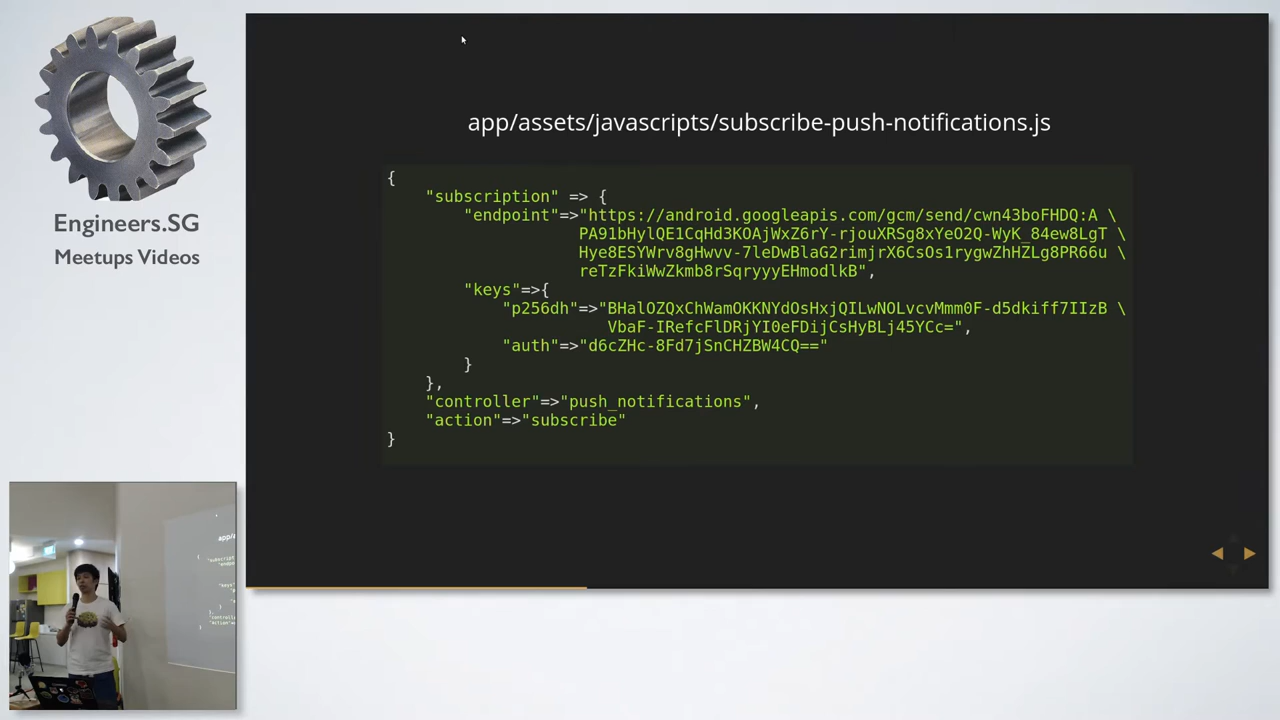 Engineers.SG
Meetups Videos
app/assets/javascripts/subscribe-push-notifications.js
{
    "subscription" => {
        "endpoint"=>"https://android.googleapis.com/gcm/send/cwn43boFHDQ:A \
                    PA91bHylQE1CqHd3KOAjWxZ6rY-rjouXRSg8xYeO2Q-WyK_84ew8LgT \
                    Hye8ESYWrv8gHwvv-7leDwBlaG2rimjrX6CsOs1rygwZhHZLg8PR66u \
                    reTzFkiWwZkmb8rSqryyyEHmodlkB",
        "keys"=>{
            "p256dh"=>"BHalOZQxChWamOKKNYdOsHxjQILwNOLvcvMmm0F-d5dkiff7IIzB \
                       VbaF-IRefcFlDRjYI0eFDijCsHyBLj45YCc=",
            "auth"=>"d6cZHc-8Fd7jSnCHZBW4CQ=="
        }
    },
    "controller"=>"push_notifications",
    "action"=>"subscribe"
}